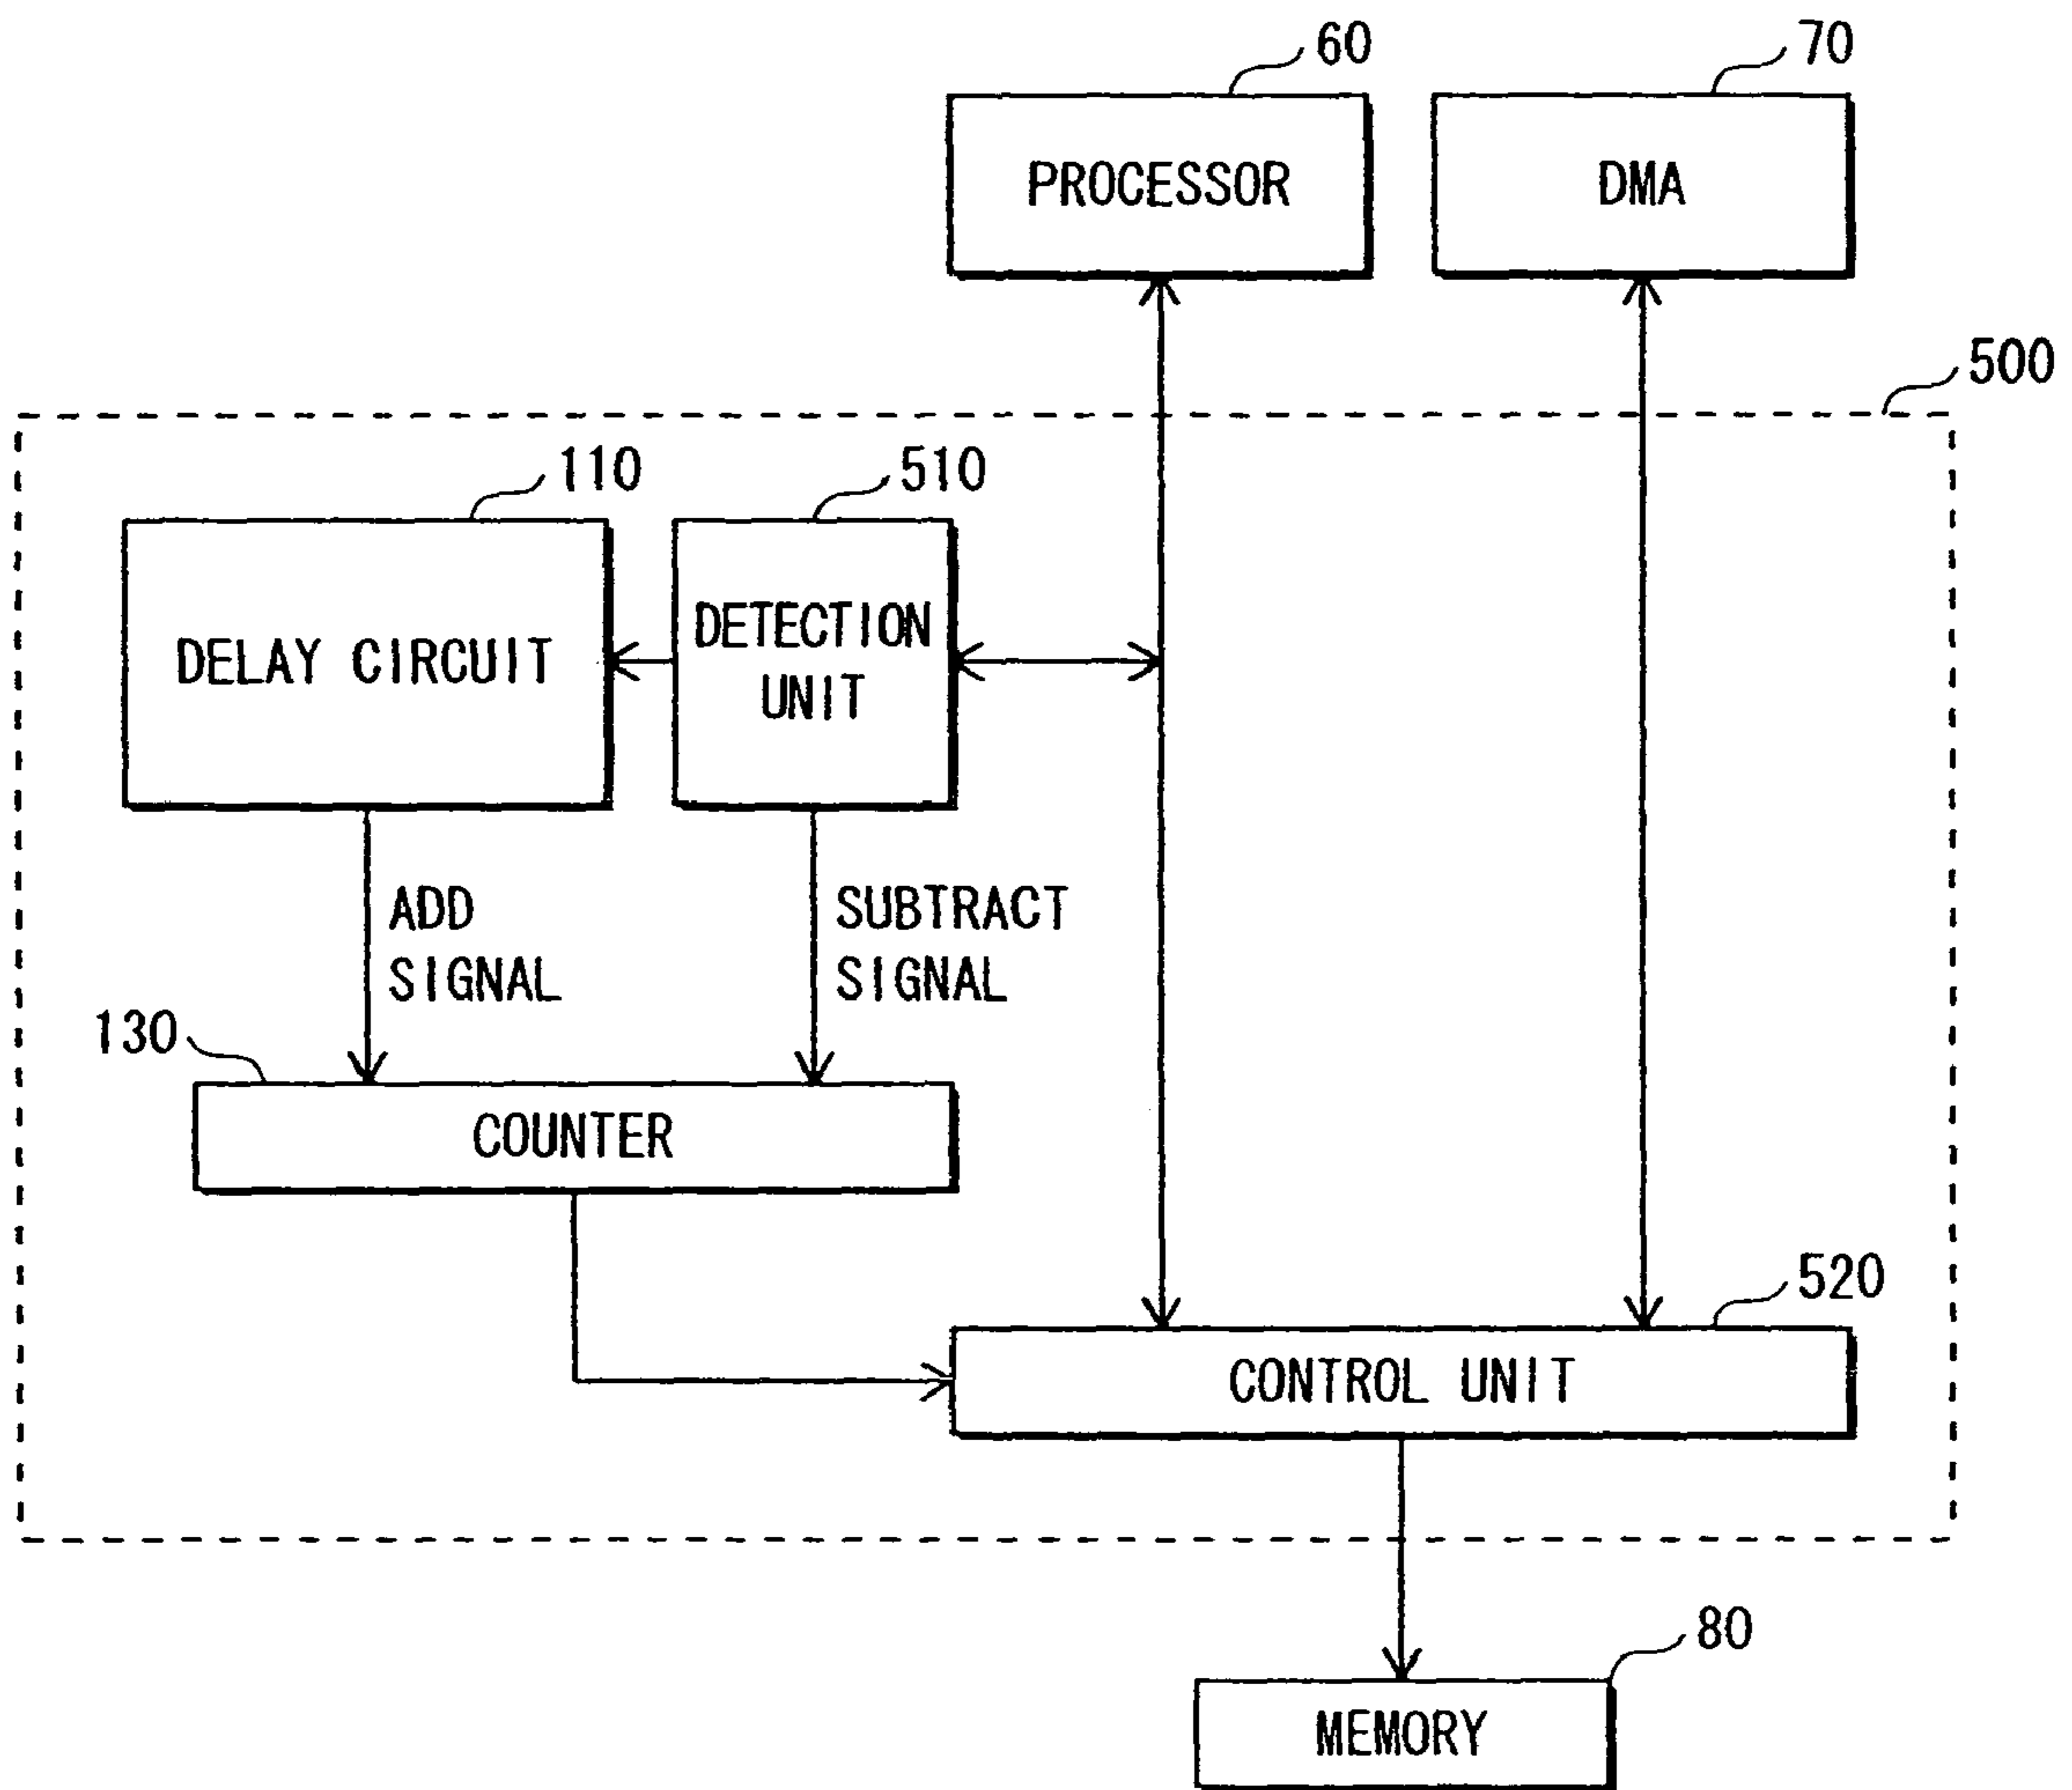 60
70
PROCESSOR
DMA
500
110
510
DELAY CIRCUIT
DETECTION
UNIT
ADD
SIGNAL
SUBTRACT
SIGNAL
130
COUNTER
520
CONTROL UNIT
80
MEMORY